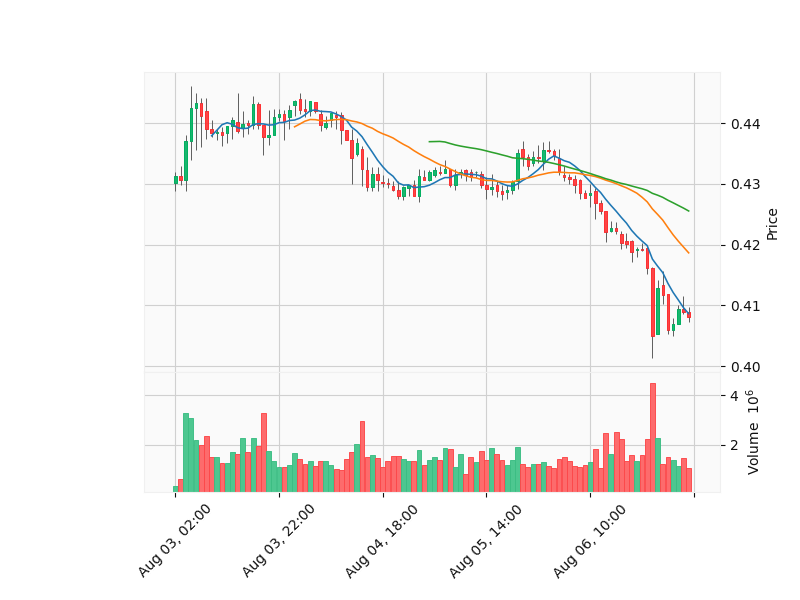 0.44
0.43
0.42
0.41
0.40
Price
4
2
Volume 10^6
Aug 03, 02:00
Aug 03, 22:00
Aug 04, 18:00
Aug 05, 14:00
Aug 06, 10:00